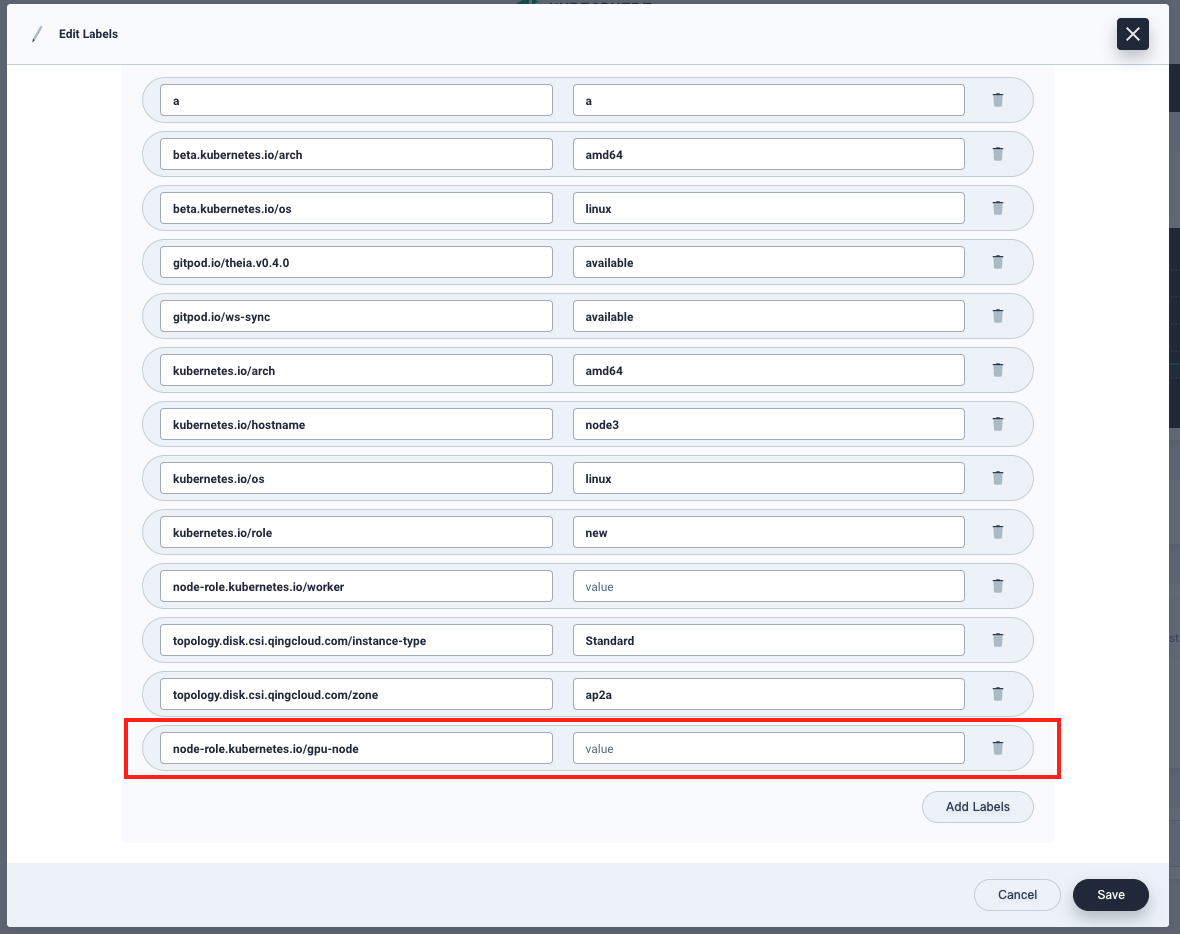 Edit Labels
a a
beta.kubernetes.io/arch amd64
beta.kubernetes.io/os linux
gitpod.io/theia.v0.4.0 available
gitpod.io/ws-sync available
kubernetes.io/arch amd64
kubernetes.io/hostname node3
kubernetes.io/os linux
kubernetes.io/role new
node-role.kubernetes.io/worker value
topology.disk.csi.qingcloud.com/instance-type Standard
topology.disk.csi.qingcloud.com/zone ap2a
node-role.kubernetes.io/gpu-node value
Add Labels
Cancel Save